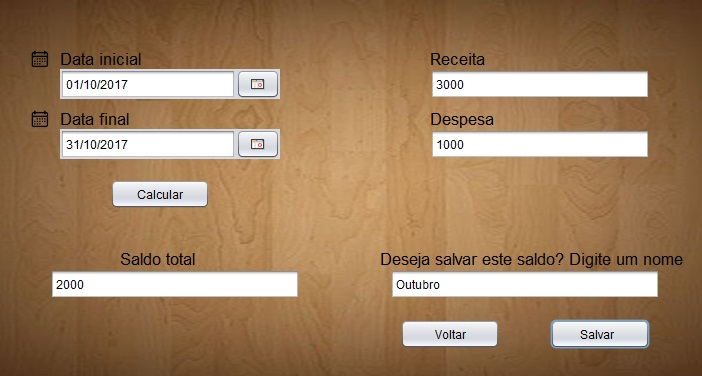 Data inicial
01/10/2017
Data final
31/10/2017
Calcular
Receita
3000
Despesa
1000
Saldo total
2000
Deseja salvar este saldo? Digite um nome
Outubro
Voltar
Salvar